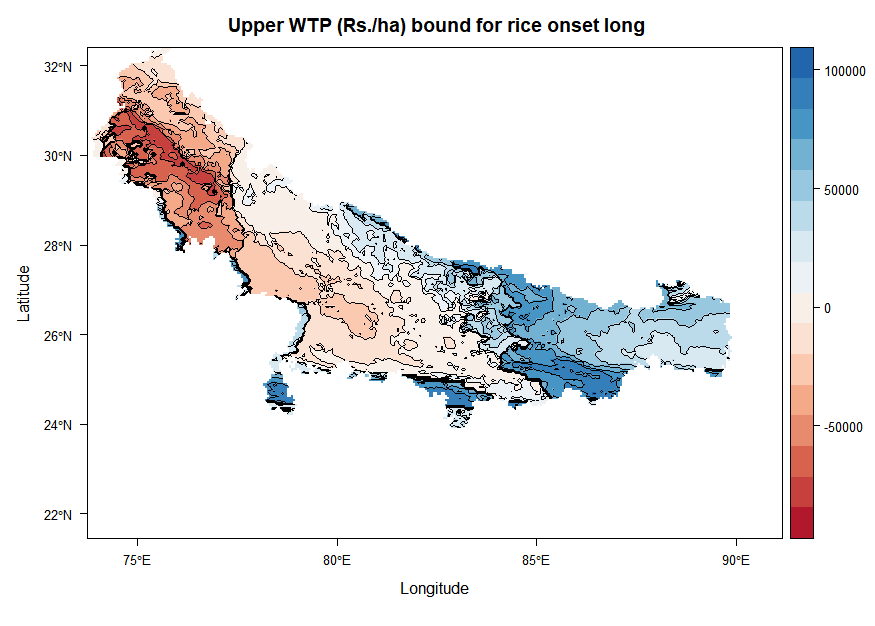 Upper WTP (Rs./ha) bound for rice onset long
32°N
30°N
28°N
26°N
24°N
22°N
Latitude
75°E
80°E
85°E
90°E
Longitude
100000
50000
0
-50000